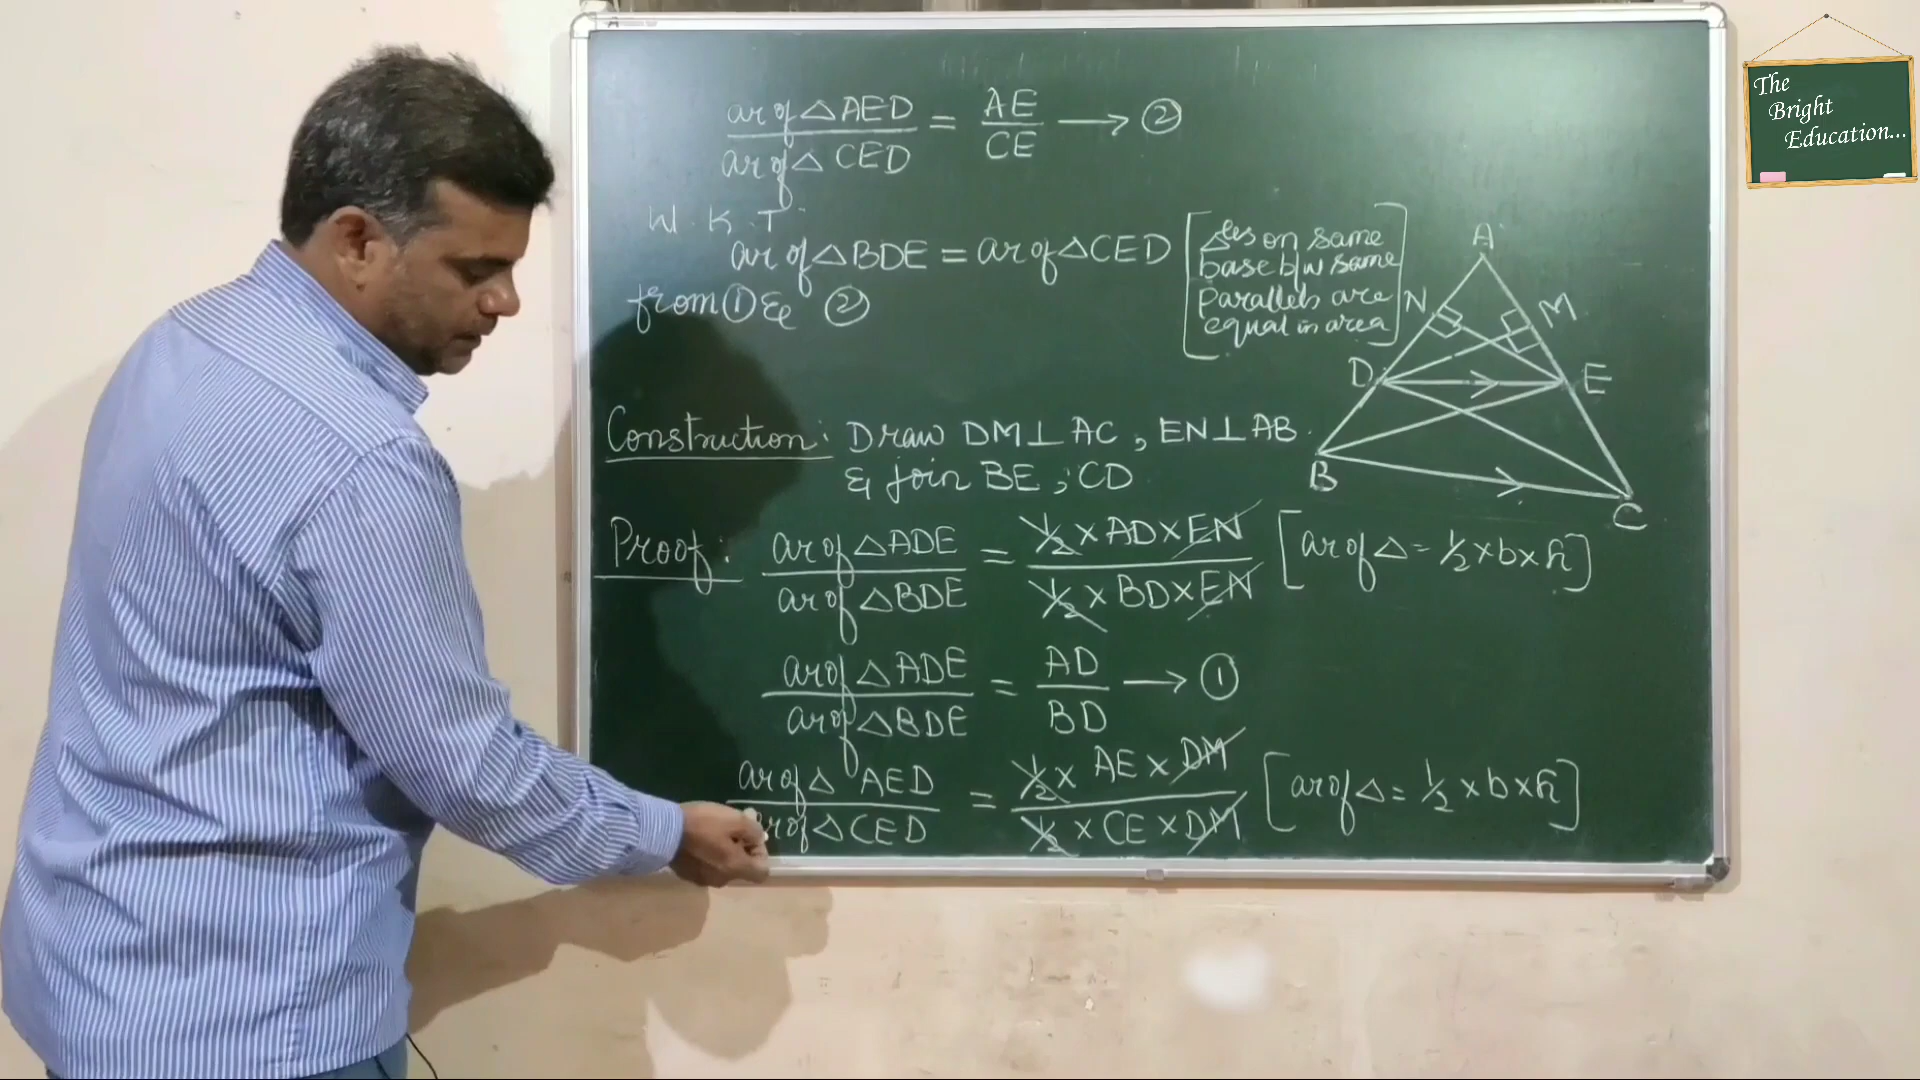 ar of △AED / ar of △CED = AE / CE → ②
W.K.T.
ar of △BDE = ar of △CED
[△les on same
base b/w same
parallels are
equal in area]
from ① & ②
Construction: Draw DM⊥AC, EN⊥AB.
& join BE, CD
Proof: ar of △ADE / ar of △BDE = ½ × AD × EN / ½ × BD × EN [ar of △ = ½ × b × h]
ar of △ADE / ar of △BDE = AD / BD → ①
ar of △AED / ar of △CED = ½ × AE × DM / ½ × CE × DM [ar of △ = ½ × b × h]
A
N
M
D
E
B
C
The
Bright
Education...